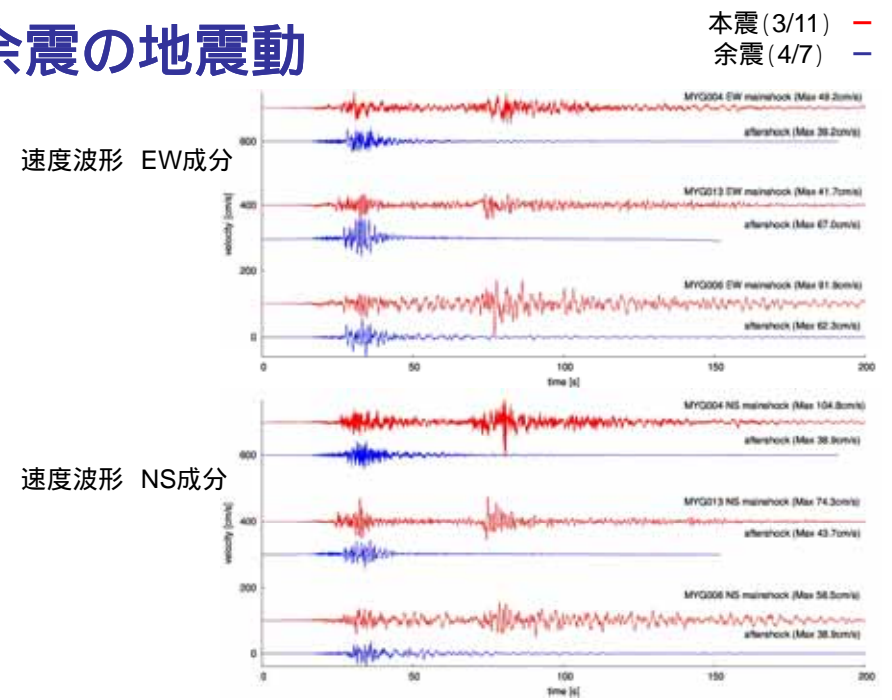 余震の地震動
本震(3/11)
余震(4/7)
速度波形 EW成分
MYG004 EW mainshock (Max 49.2cm/s)
aftershock (Max 39.2cm/s)
MYG013 EW mainshock (Max 41.7cm/s)
aftershock (Max 67.0cm/s)
MYG006 EW mainshock (Max 91.9cm/s)
aftershock (Max 62.3cm/s)
velocity [cm/s]
600
400
200
0
0 50 100 150 200
time [s]
速度波形 NS成分
MYG004 NS mainshock (Max 104.8cm/s)
aftershock (Max 38.9cm/s)
MYG013 NS mainshock (Max 74.3cm/s)
aftershock (Max 43.7cm/s)
MYG006 NS mainshock (Max 56.5cm/s)
aftershock (Max 38.9cm/s)
velocity [cm/s]
600
400
200
0
0 50 100 150 200
time [s]